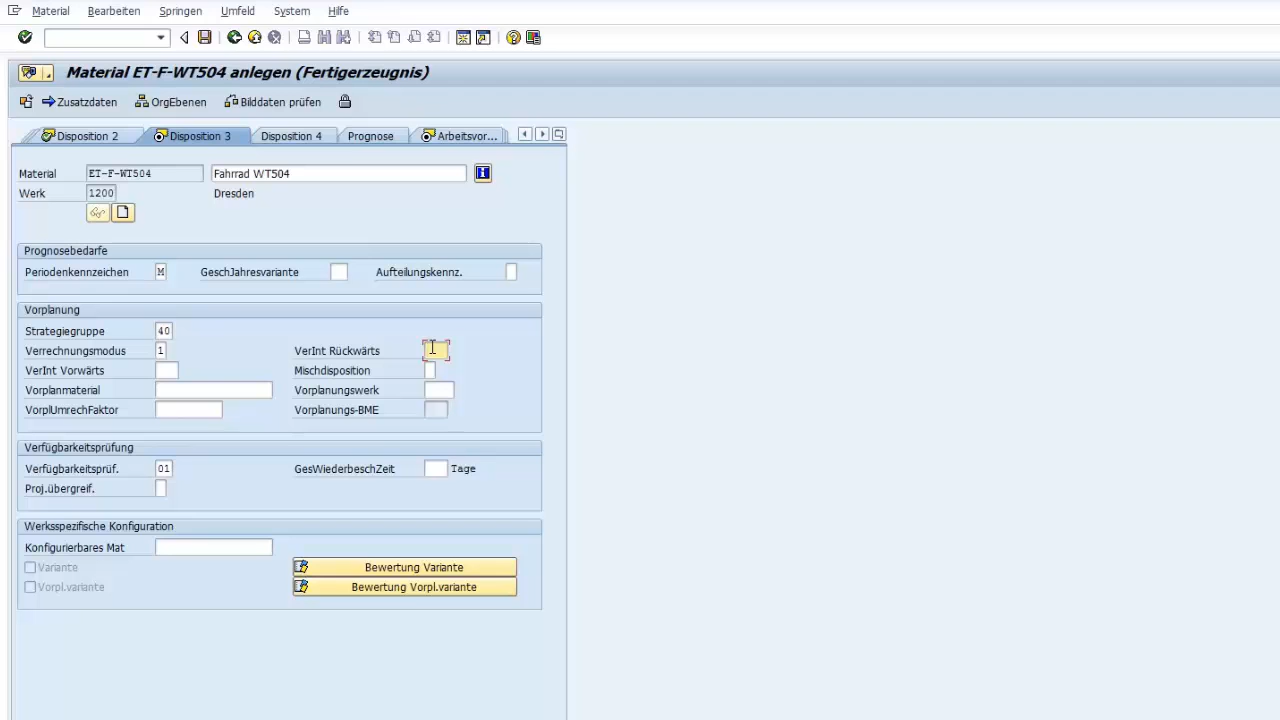 Material Bearbeiten Springen Umfeld System Hilfe
Material ET-F-WT504 anlegen (Fertigerzeugnis)
Zusatzdaten OrgEbenen Bilddaten prüfen
Disposition 2 Disposition 3 Disposition 4 Prognose Arbeitsvor...
Material ET-F-WT504 Fahrrad WT504
Werk 1200 Dresden
Prognosebedarfe
Periodenkennzeichen M GeschJahresvariante Aufteilungskennz.
Vorplanung
Strategiegruppe 40
Verrechnungsmodus 1 VerInt Rückwärts
VerInt Vorwärts Mischdisposition
Vorplanmaterial Vorplanungswerk
VorplUmrechFaktor Vorplanungs-BME
Verfügbarkeitsprüfung
Verfügbarkeitsprüf. 01 GesWiederbeschZeit Tage
Proj.übergreif.
Werksspezifische Konfiguration
Konfigurierbares Mat
Variante Bewertung Variante
Vorpl.variante Bewertung Vorpl.variante